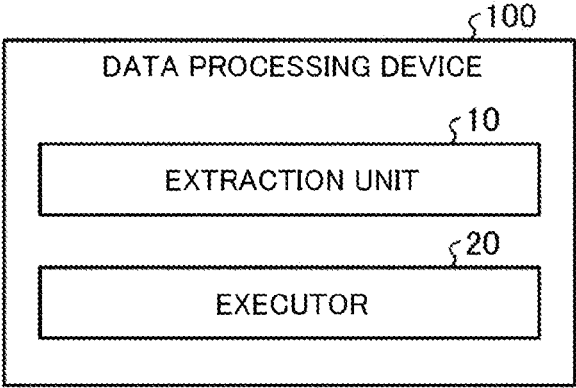 100
DATA PROCESSING DEVICE
10
EXTRACTION UNIT
20
EXECUTOR